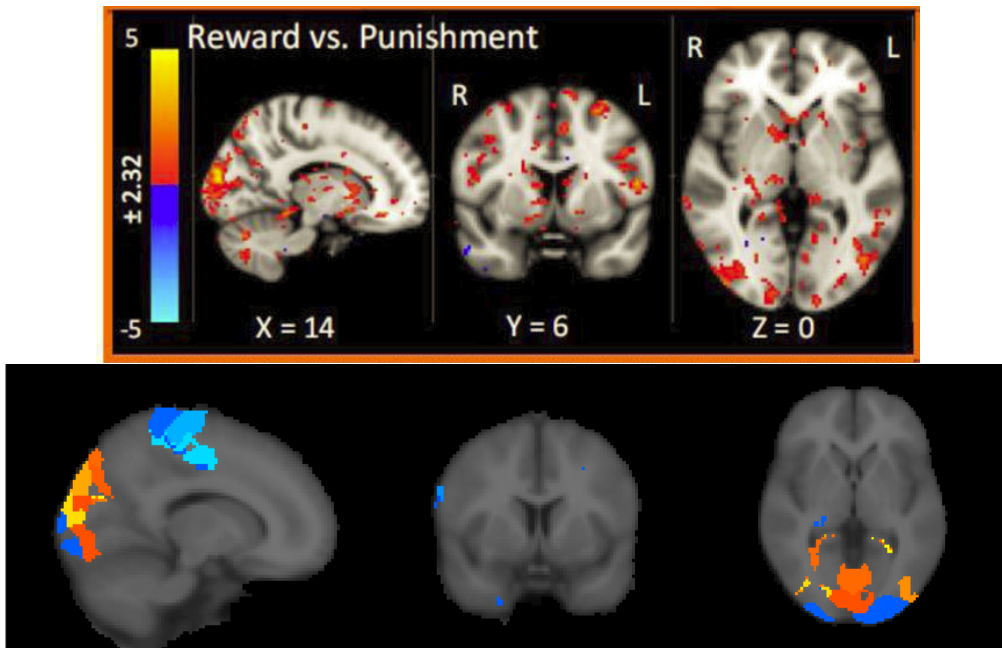 5
Reward vs. Punishment
R L
R L
± 2.32
-5
X = 14
Y = 6
Z = 0